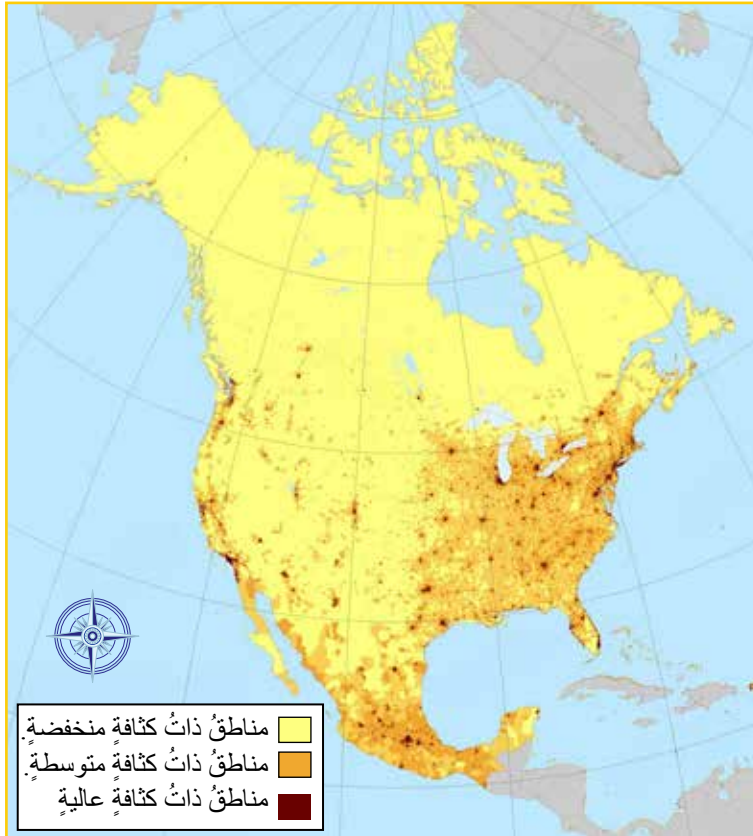 مناطقُ ذاتُ كثافةٍ منخفضةٍ.
مناطقُ ذاتُ كثافةٍ متوسطةٍ.
مناطقُ ذاتُ كثافةٍ عاليةٍ